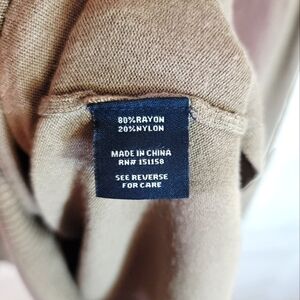 80%RAYON
20%NYLON
MADE IN CHINA
RN# 151158
SEE REVERSE
FOR CARE